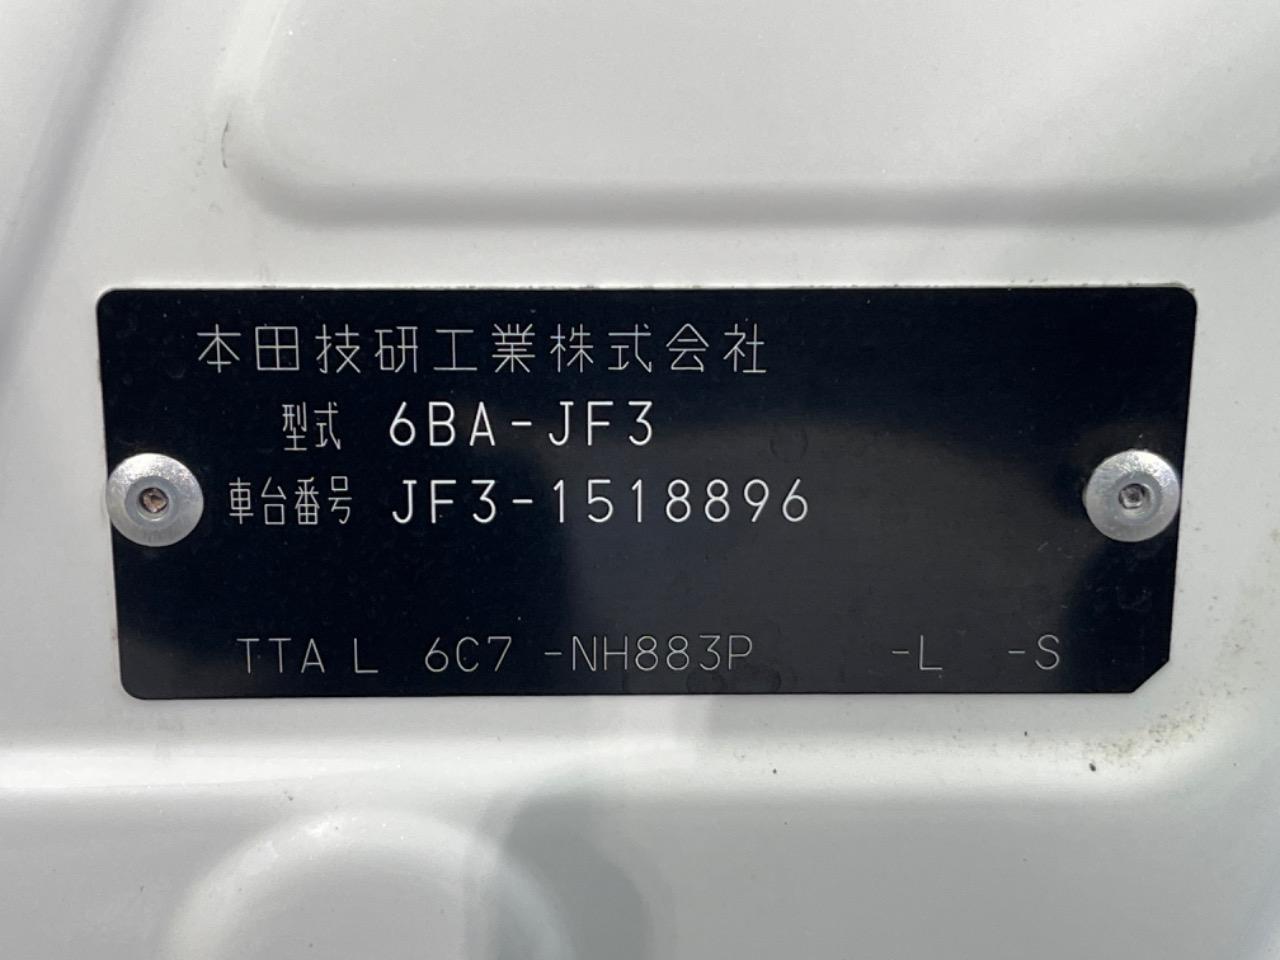 本田技研工業株式会社
型式 6BA-JF3
車台番号 JF3-1518896
TTA L 6C7 -NH883P -L -S